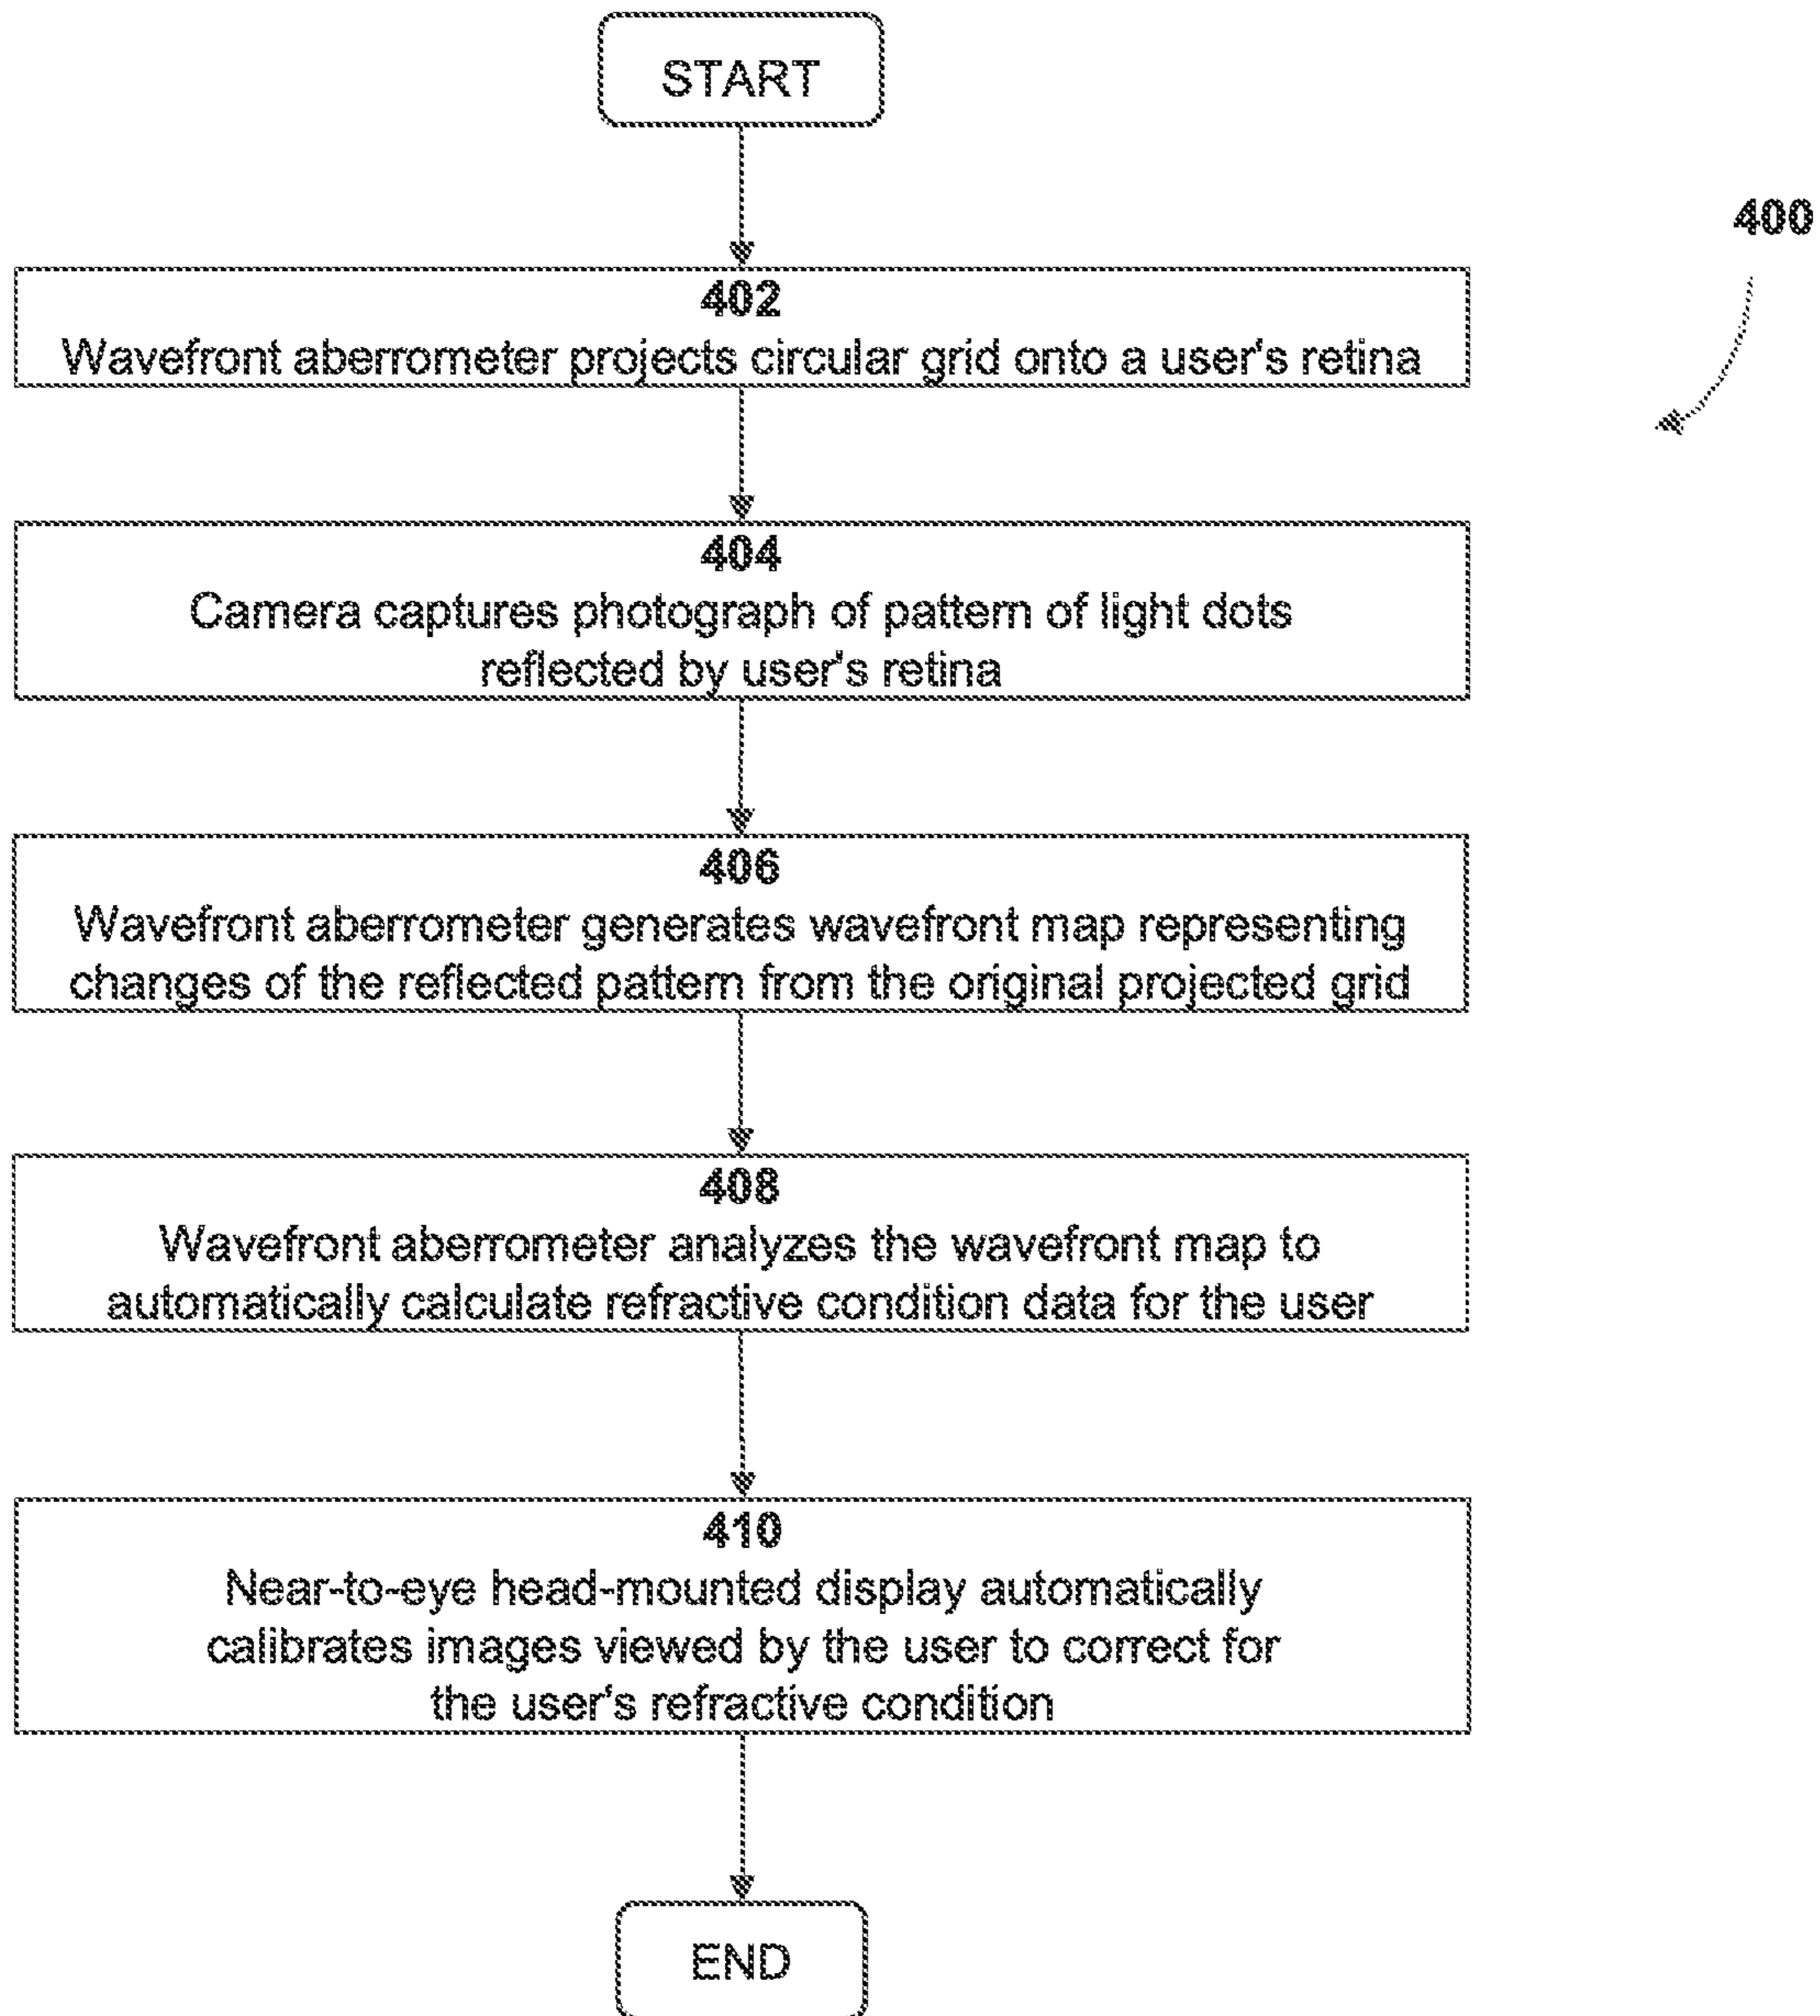 START
400
402
Wavefront aberrometer projects circular grid onto a user's retina
404
Camera captures photograph of pattern of light dots
reflected by user's retina
406
Wavefront aberrometer generates wavefront map representing
changes of the reflected pattern from the original projected grid
408
Wavefront aberrometer analyzes the wavefront map to
automatically calculate refractive condition data for the user
410
Near-to-eye head-mounted display automatically
calibrates images viewed by the user to correct for
the user's refractive condition
END